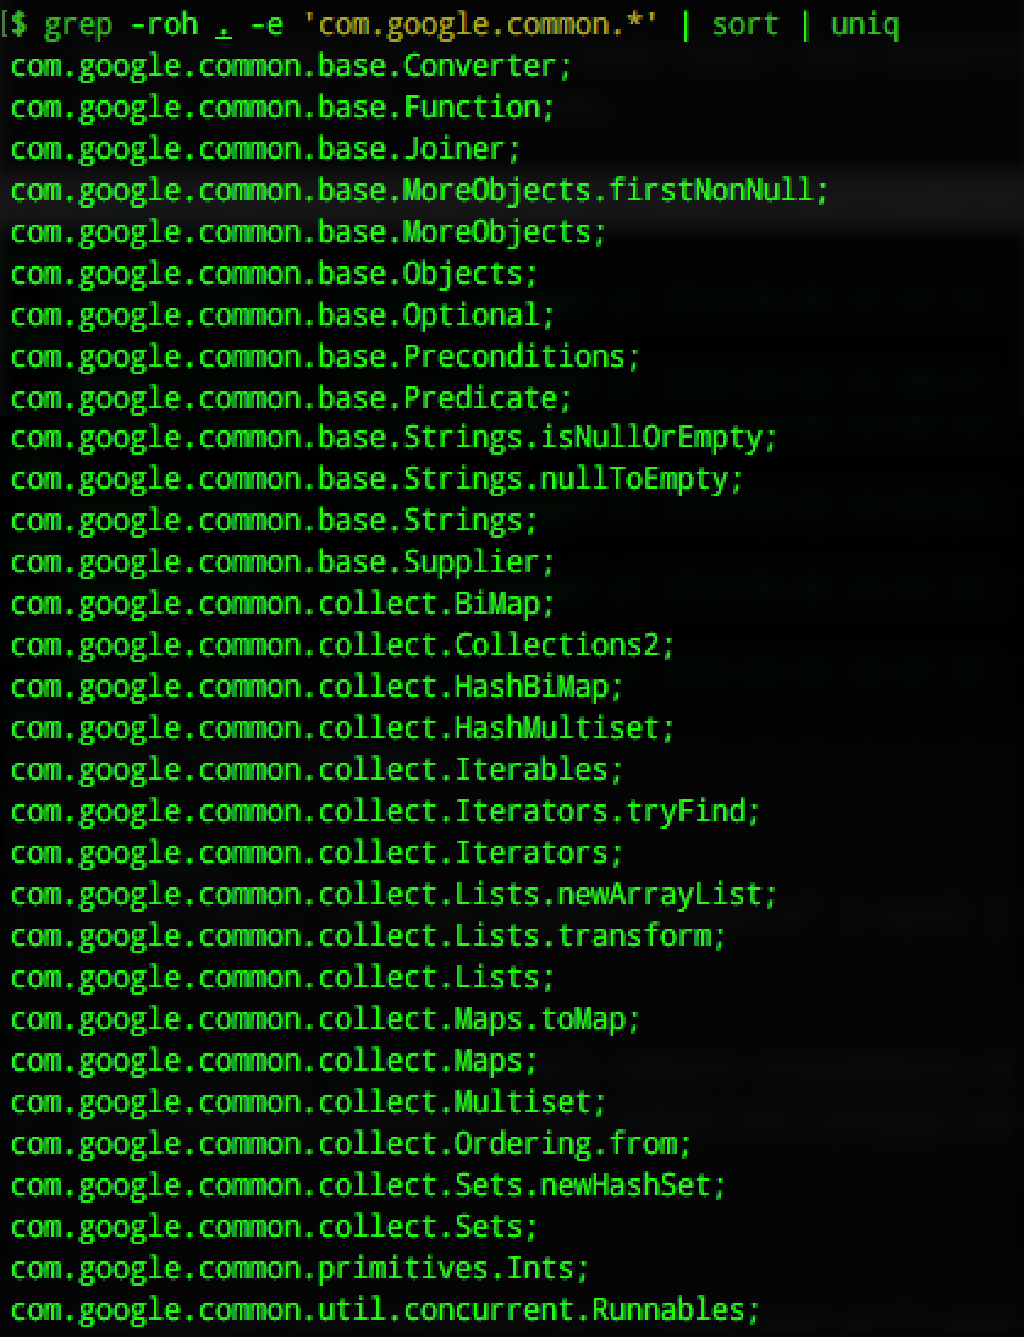 [$ grep -roh . -e 'com.google.common.*' | sort | uniq
com.google.common.base.Converter;
com.google.common.base.Function;
com.google.common.base.Joiner;
com.google.common.base.MoreObjects.firstNonNull;
com.google.common.base.MoreObjects;
com.google.common.base.Objects;
com.google.common.base.Optional;
com.google.common.base.Preconditions;
com.google.common.base.Predicate;
com.google.common.base.Strings.isNullOrEmpty;
com.google.common.base.Strings.nullToEmpty;
com.google.common.base.Strings;
com.google.common.base.Supplier;
com.google.common.collect.BiMap;
com.google.common.collect.Collections2;
com.google.common.collect.HashBiMap;
com.google.common.collect.HashMultiset;
com.google.common.collect.Iterables;
com.google.common.collect.Iterators.tryFind;
com.google.common.collect.Iterators;
com.google.common.collect.Lists.newArrayList;
com.google.common.collect.Lists.transform;
com.google.common.collect.Lists;
com.google.common.collect.Maps.toMap;
com.google.common.collect.Maps;
com.google.common.collect.Multiset;
com.google.common.collect.Ordering.from;
com.google.common.collect.Sets.newHashSet;
com.google.common.collect.Sets;
com.google.common.primitives.Ints;
com.google.common.util.concurrent.Runnables;